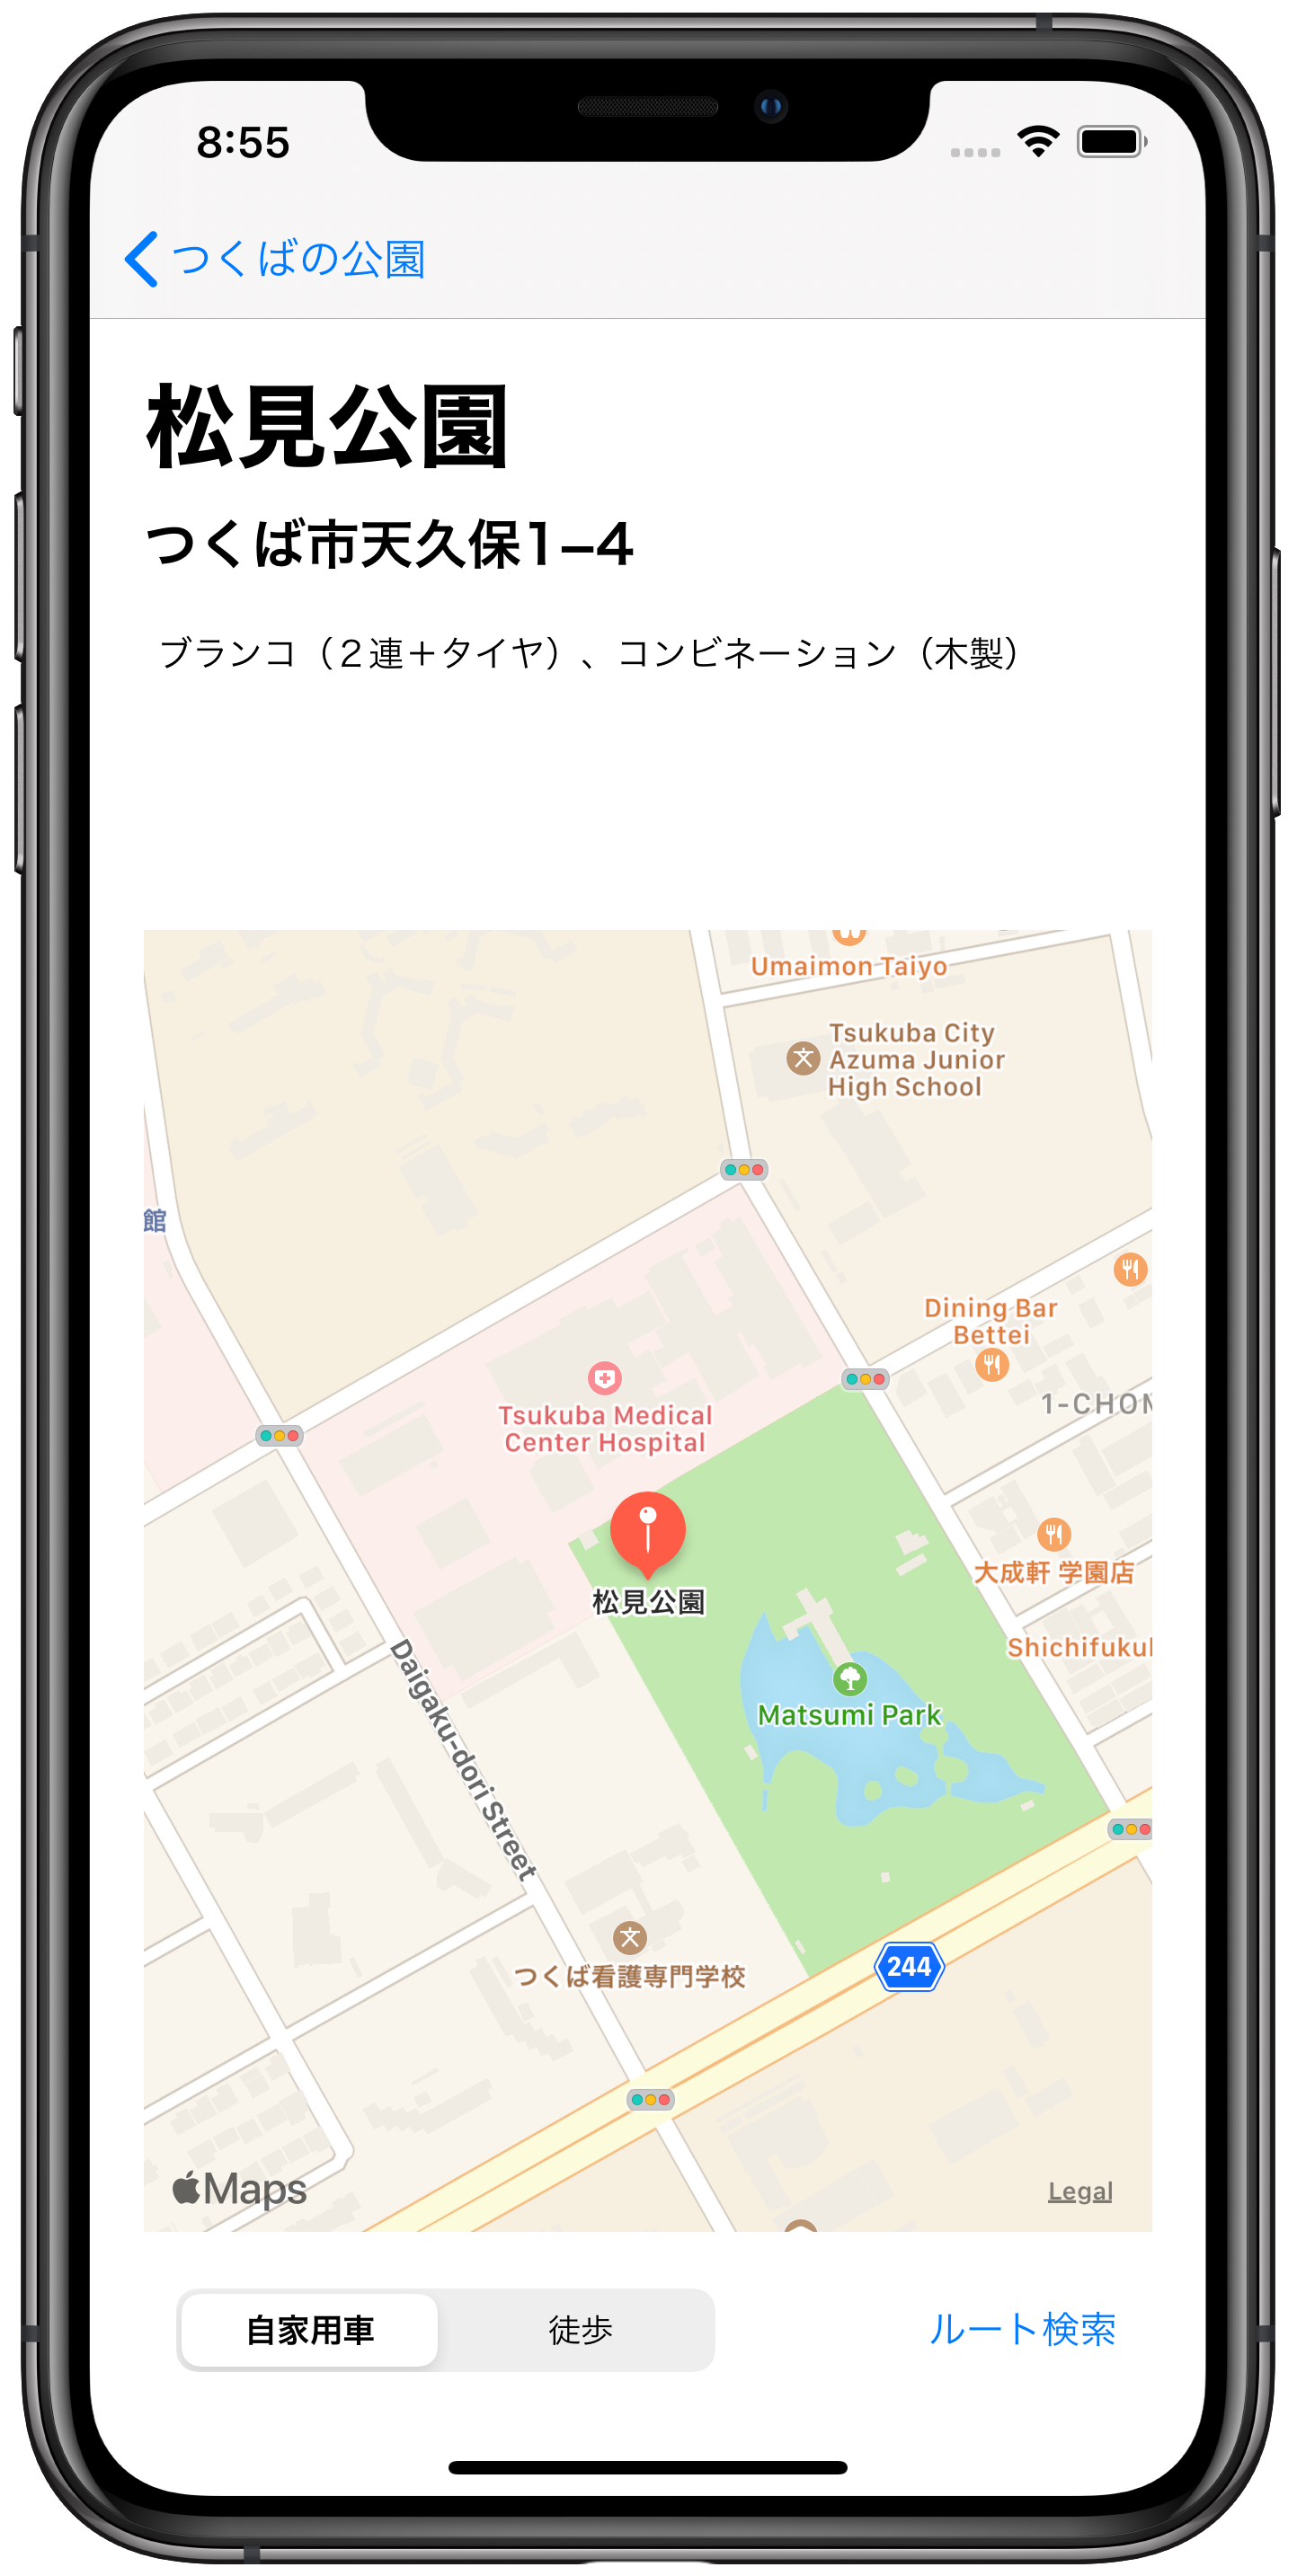 8:55
つくばの公園
松見公園
つくば市天久保1−4
ブランコ（２連＋タイヤ）、コンビネーション（木製）
Umaimon Taiyo
Tsukuba City
Azuma Junior
High School
館
Dining Bar
Bettei
1-CHOM
Tsukuba Medical
Center Hospital
大成軒 学園店
松見公園
Shichifuku
Daigaku-dori Street
Matsumi Park
244
つくば看護専門学校
Maps
Legal
自家用車
徒歩
ルート検索